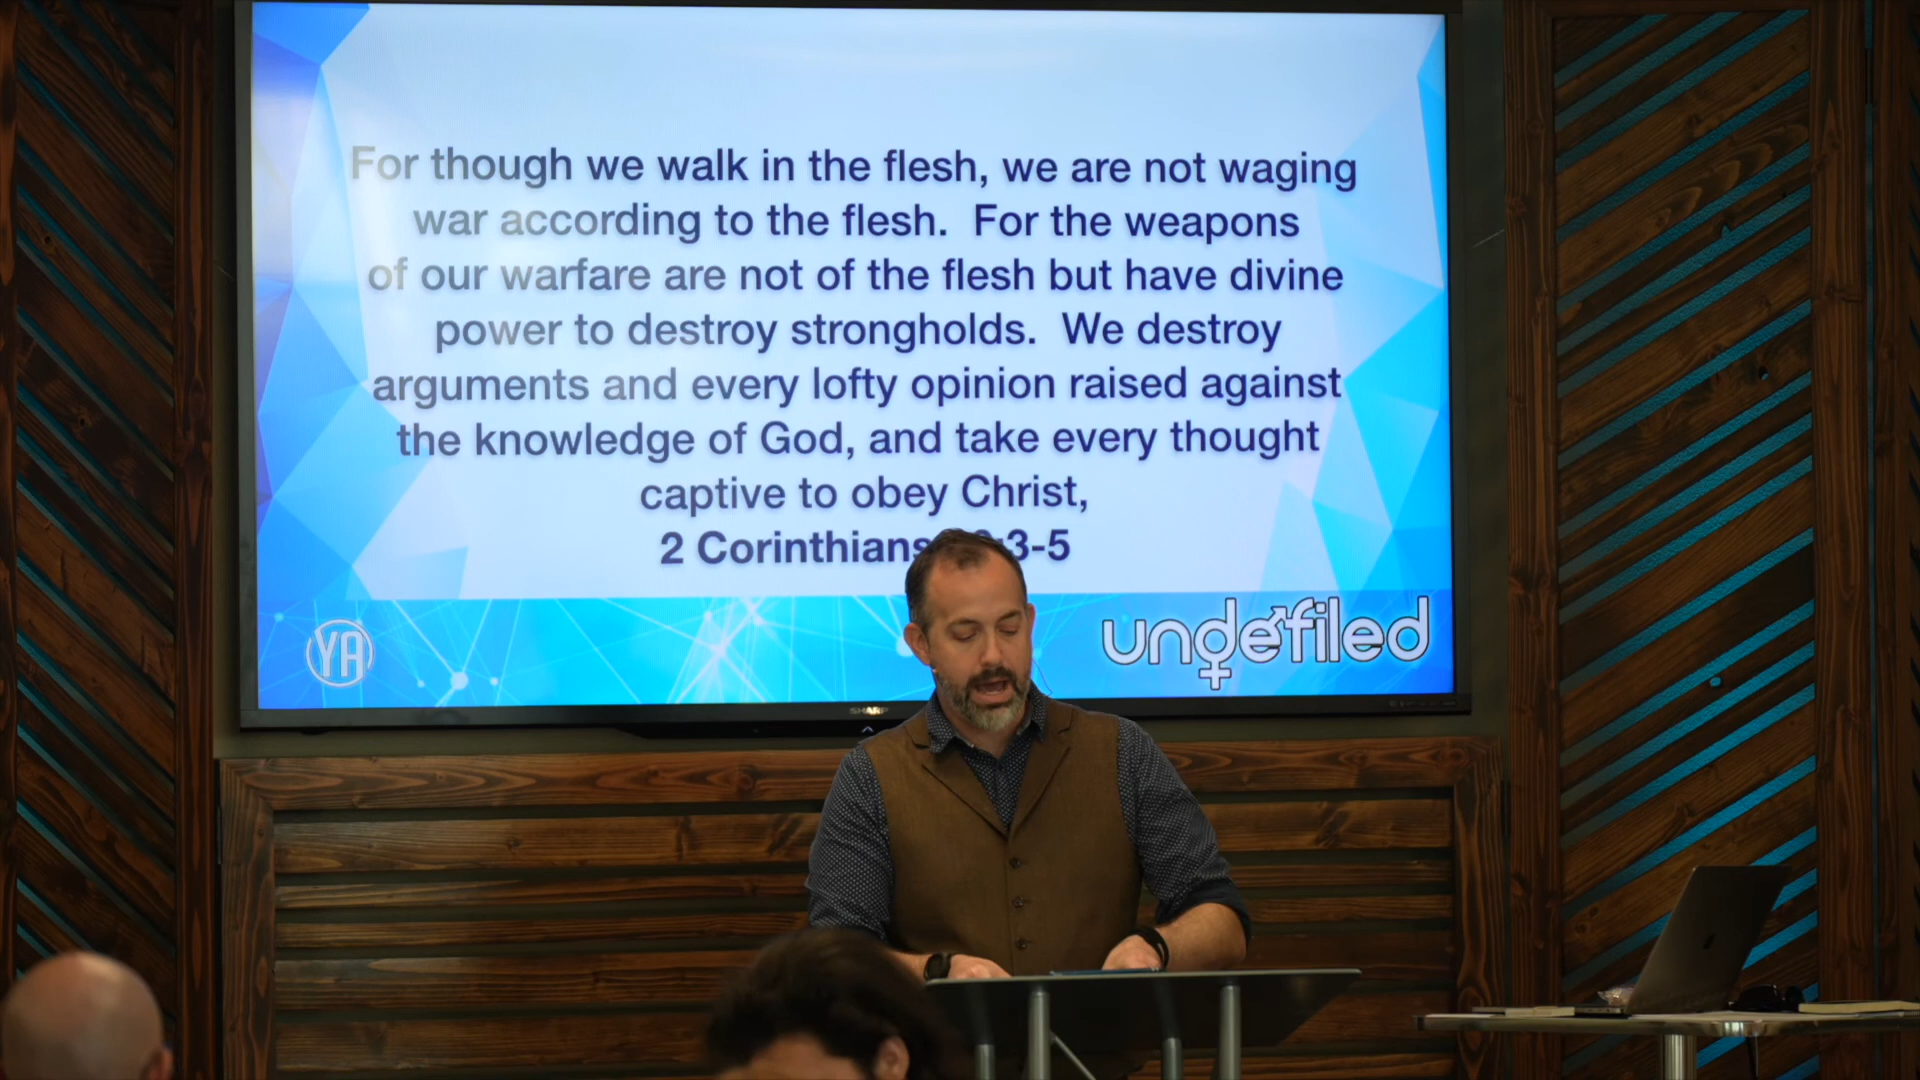 For though we walk in the flesh, we are not waging
war according to the flesh.  For the weapons
of our warfare are not of the flesh but have divine
power to destroy strongholds.  We destroy
arguments and every lofty opinion raised against
the knowledge of God, and take every thought
captive to obey Christ,
2 Corinthians :3-5
YA
undefiled
SHARP